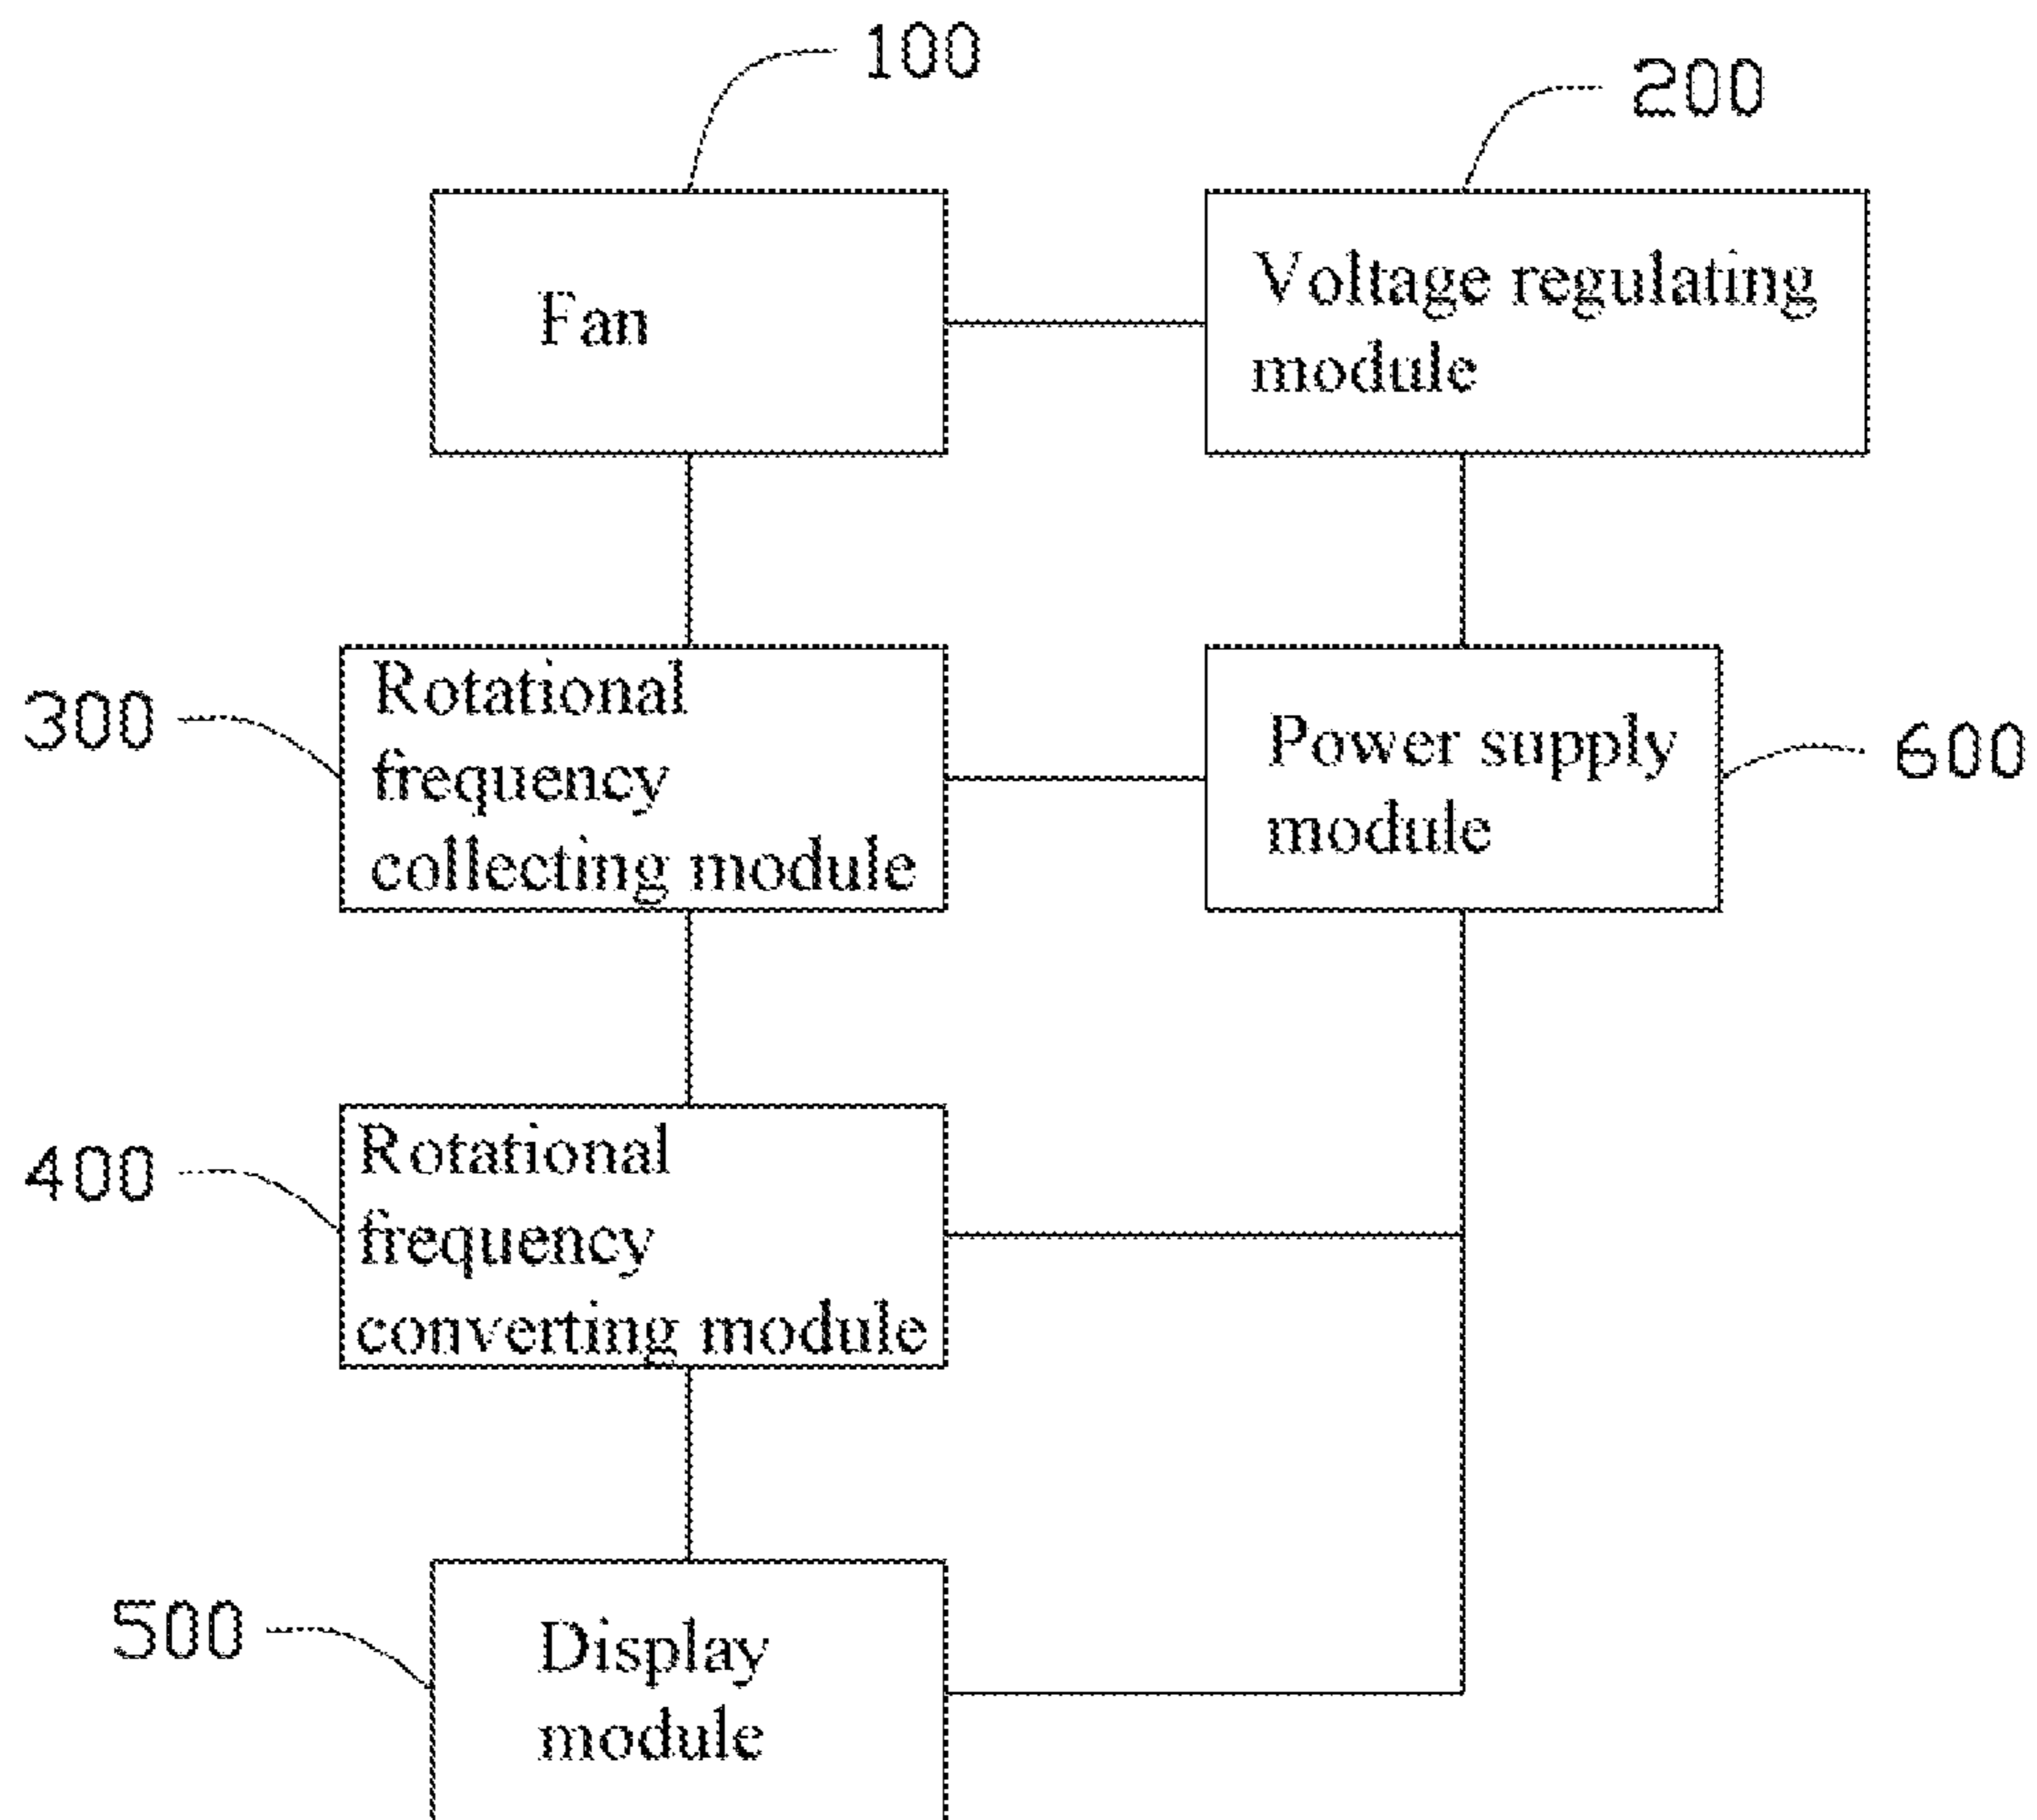 100
200
Fan
Voltage regulating
module
300
Rotational
frequency
collecting module
Power supply
module
600
400
Rotational
frequency
converting module
500
Display
module